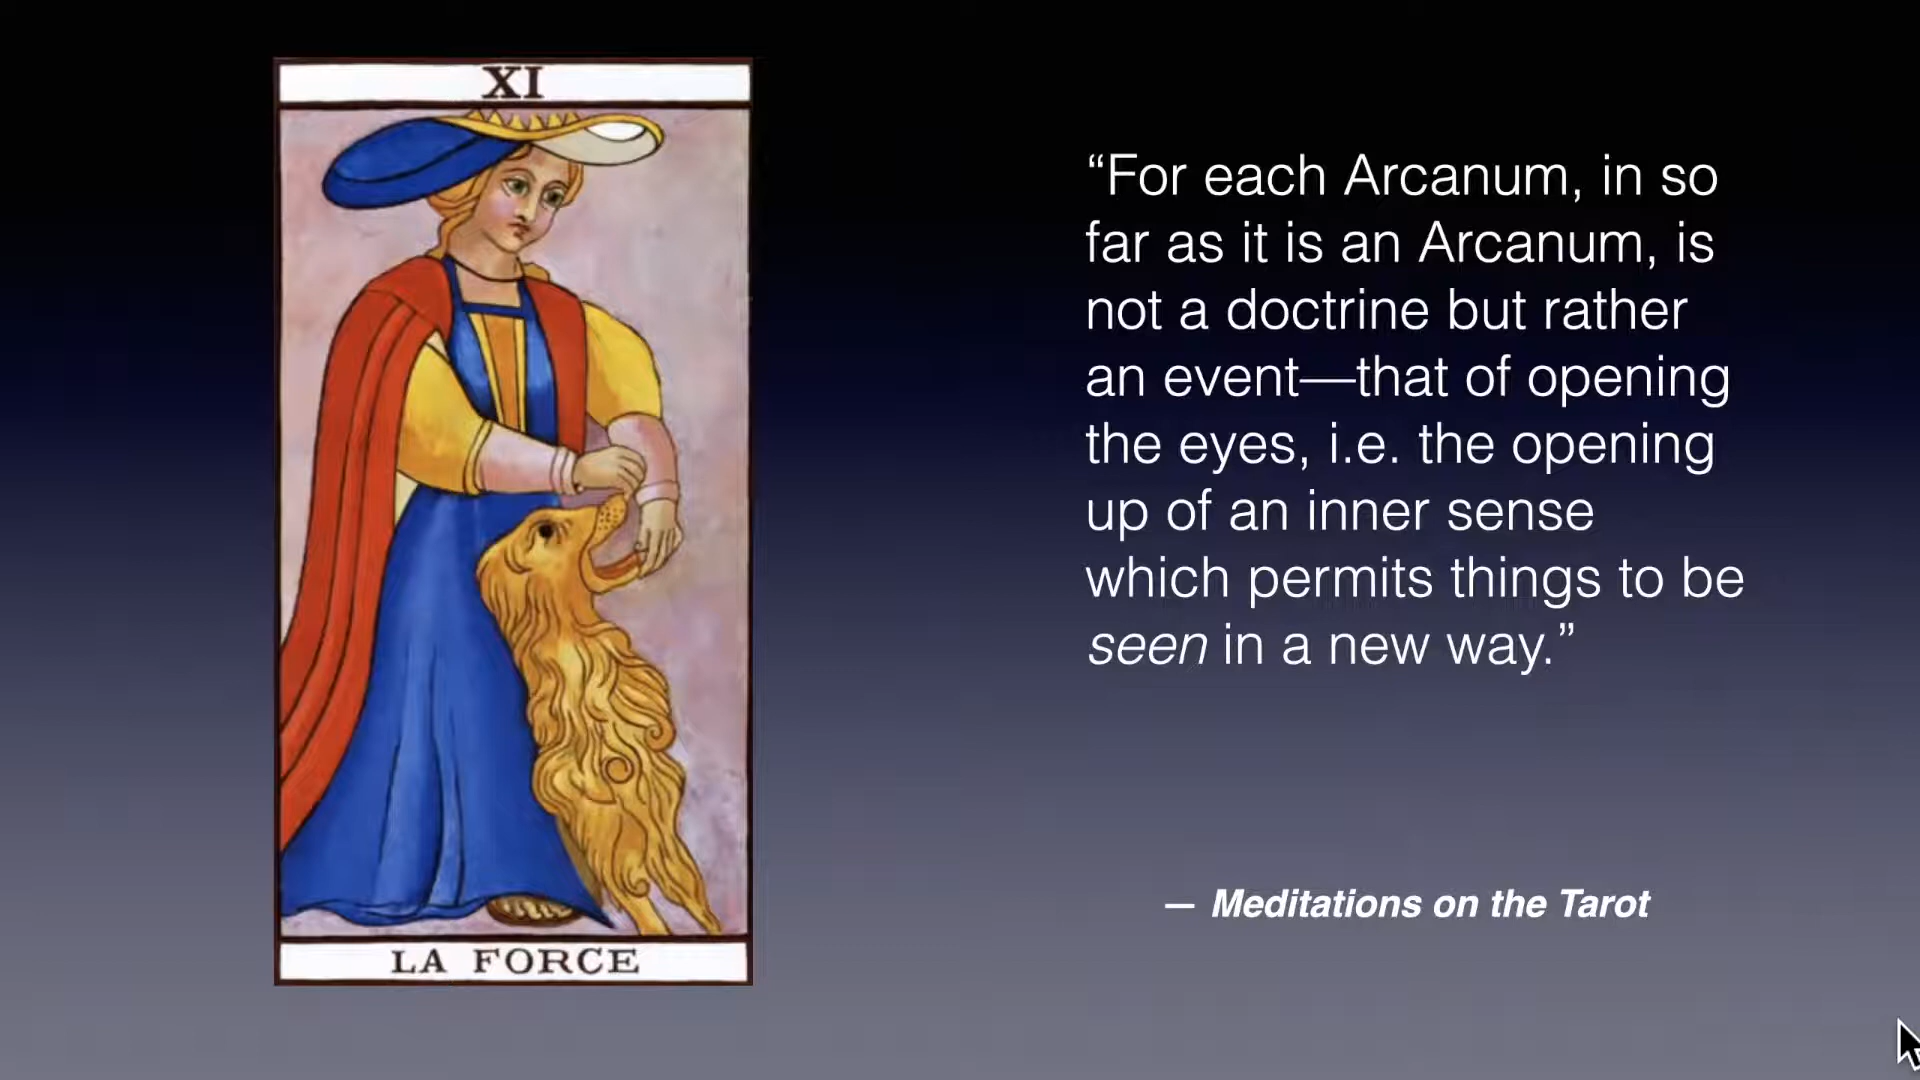 XI
LA FORCE
“For each Arcanum, in so
far as it is an Arcanum, is
not a doctrine but rather
an event—that of opening
the eyes, i.e. the opening
up of an inner sense
which permits things to be
seen in a new way.”
— Meditations on the Tarot